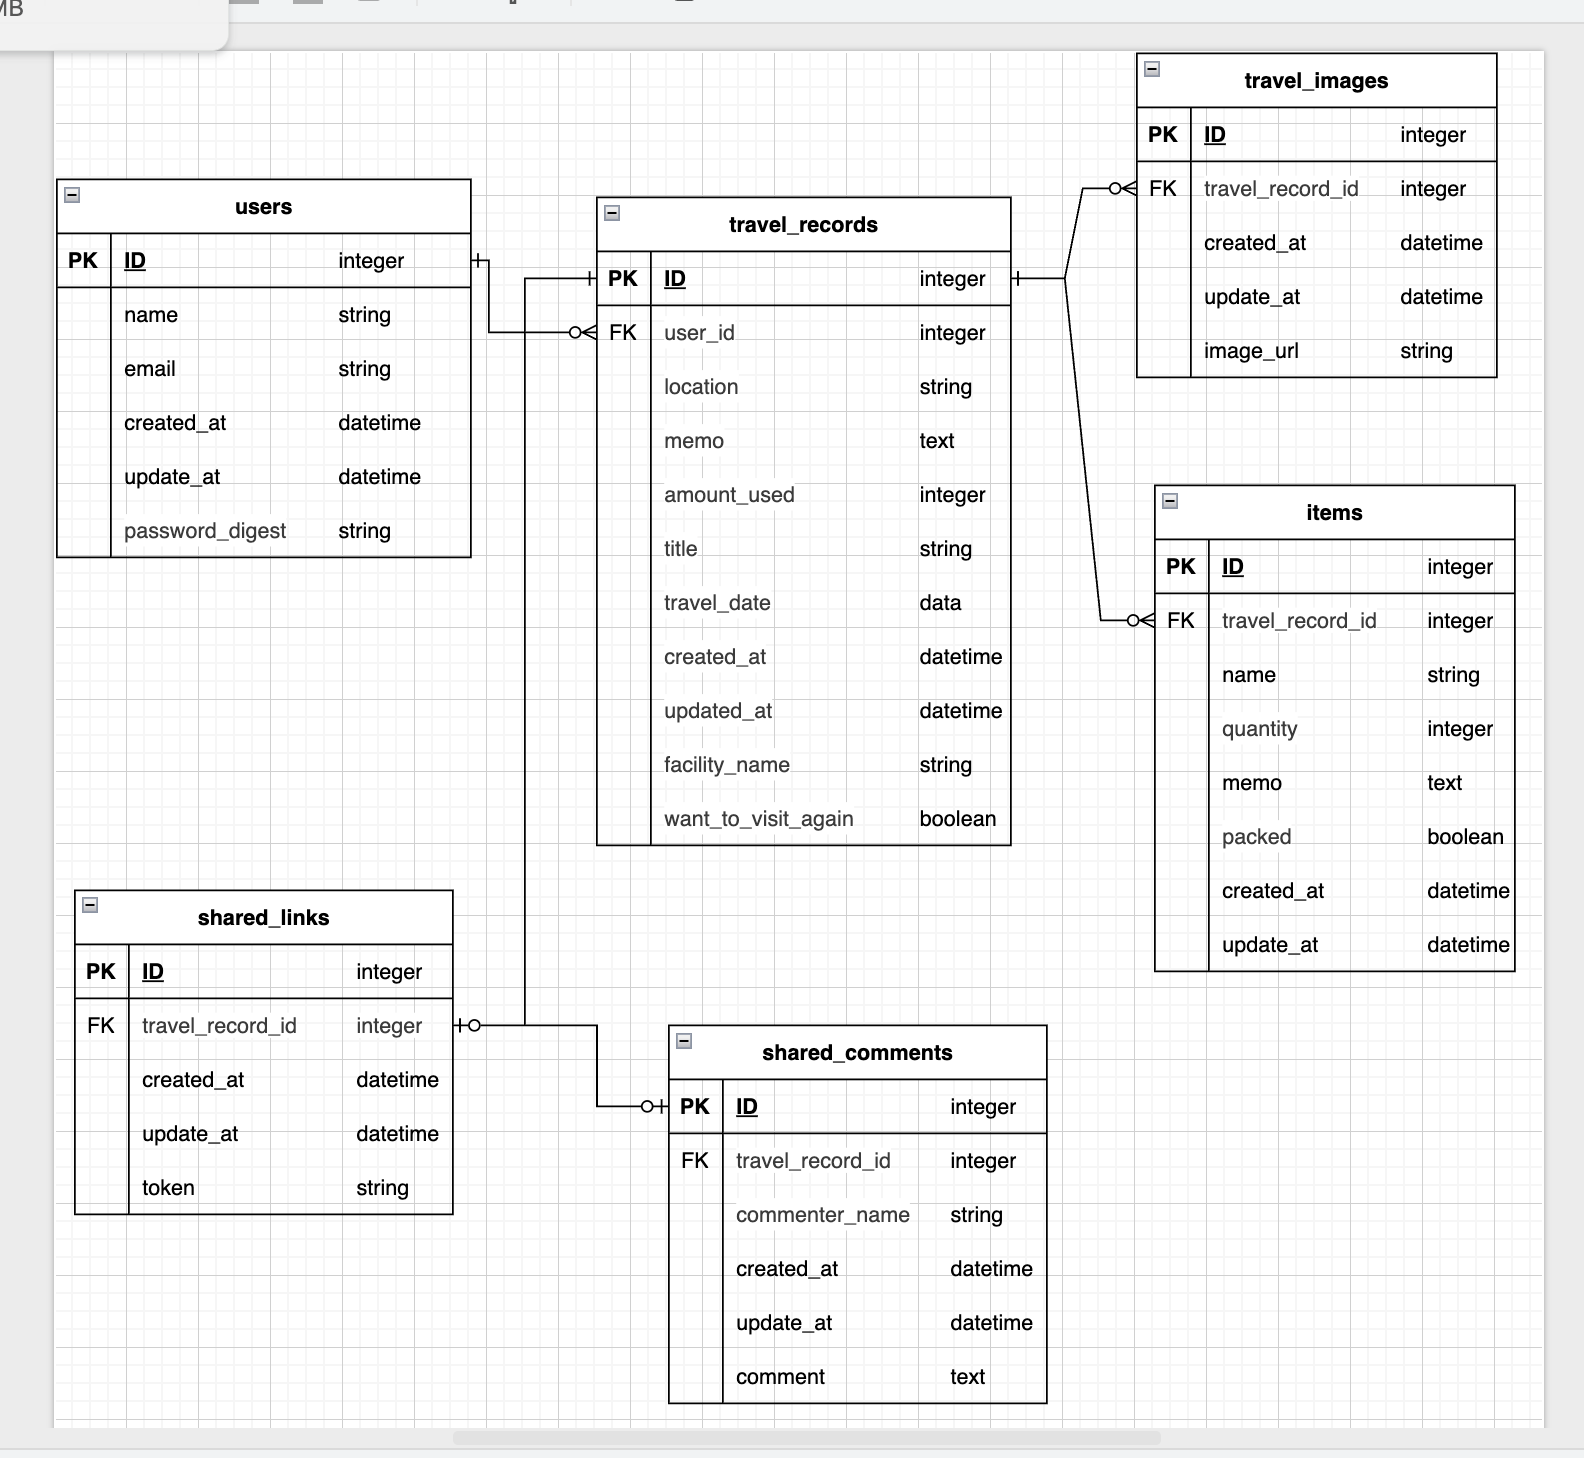 MB
travel_images
PK ID integer
FK travel_record_id integer
created_at datetime
update_at datetime
image_url string
users
PK ID integer
name string
email string
created_at datetime
update_at datetime
password_digest string
travel_records
PK ID integer
FK user_id integer
location string
memo text
amount_used integer
title string
travel_date data
created_at datetime
updated_at datetime
facility_name string
want_to_visit_again boolean
items
PK ID integer
FK travel_record_id integer
name string
quantity integer
memo text
packed boolean
created_at datetime
update_at datetime
shared_links
PK ID integer
FK travel_record_id integer
created_at datetime
update_at datetime
token string
shared_comments
PK ID integer
FK travel_record_id integer
commenter_name string
created_at datetime
update_at datetime
comment text